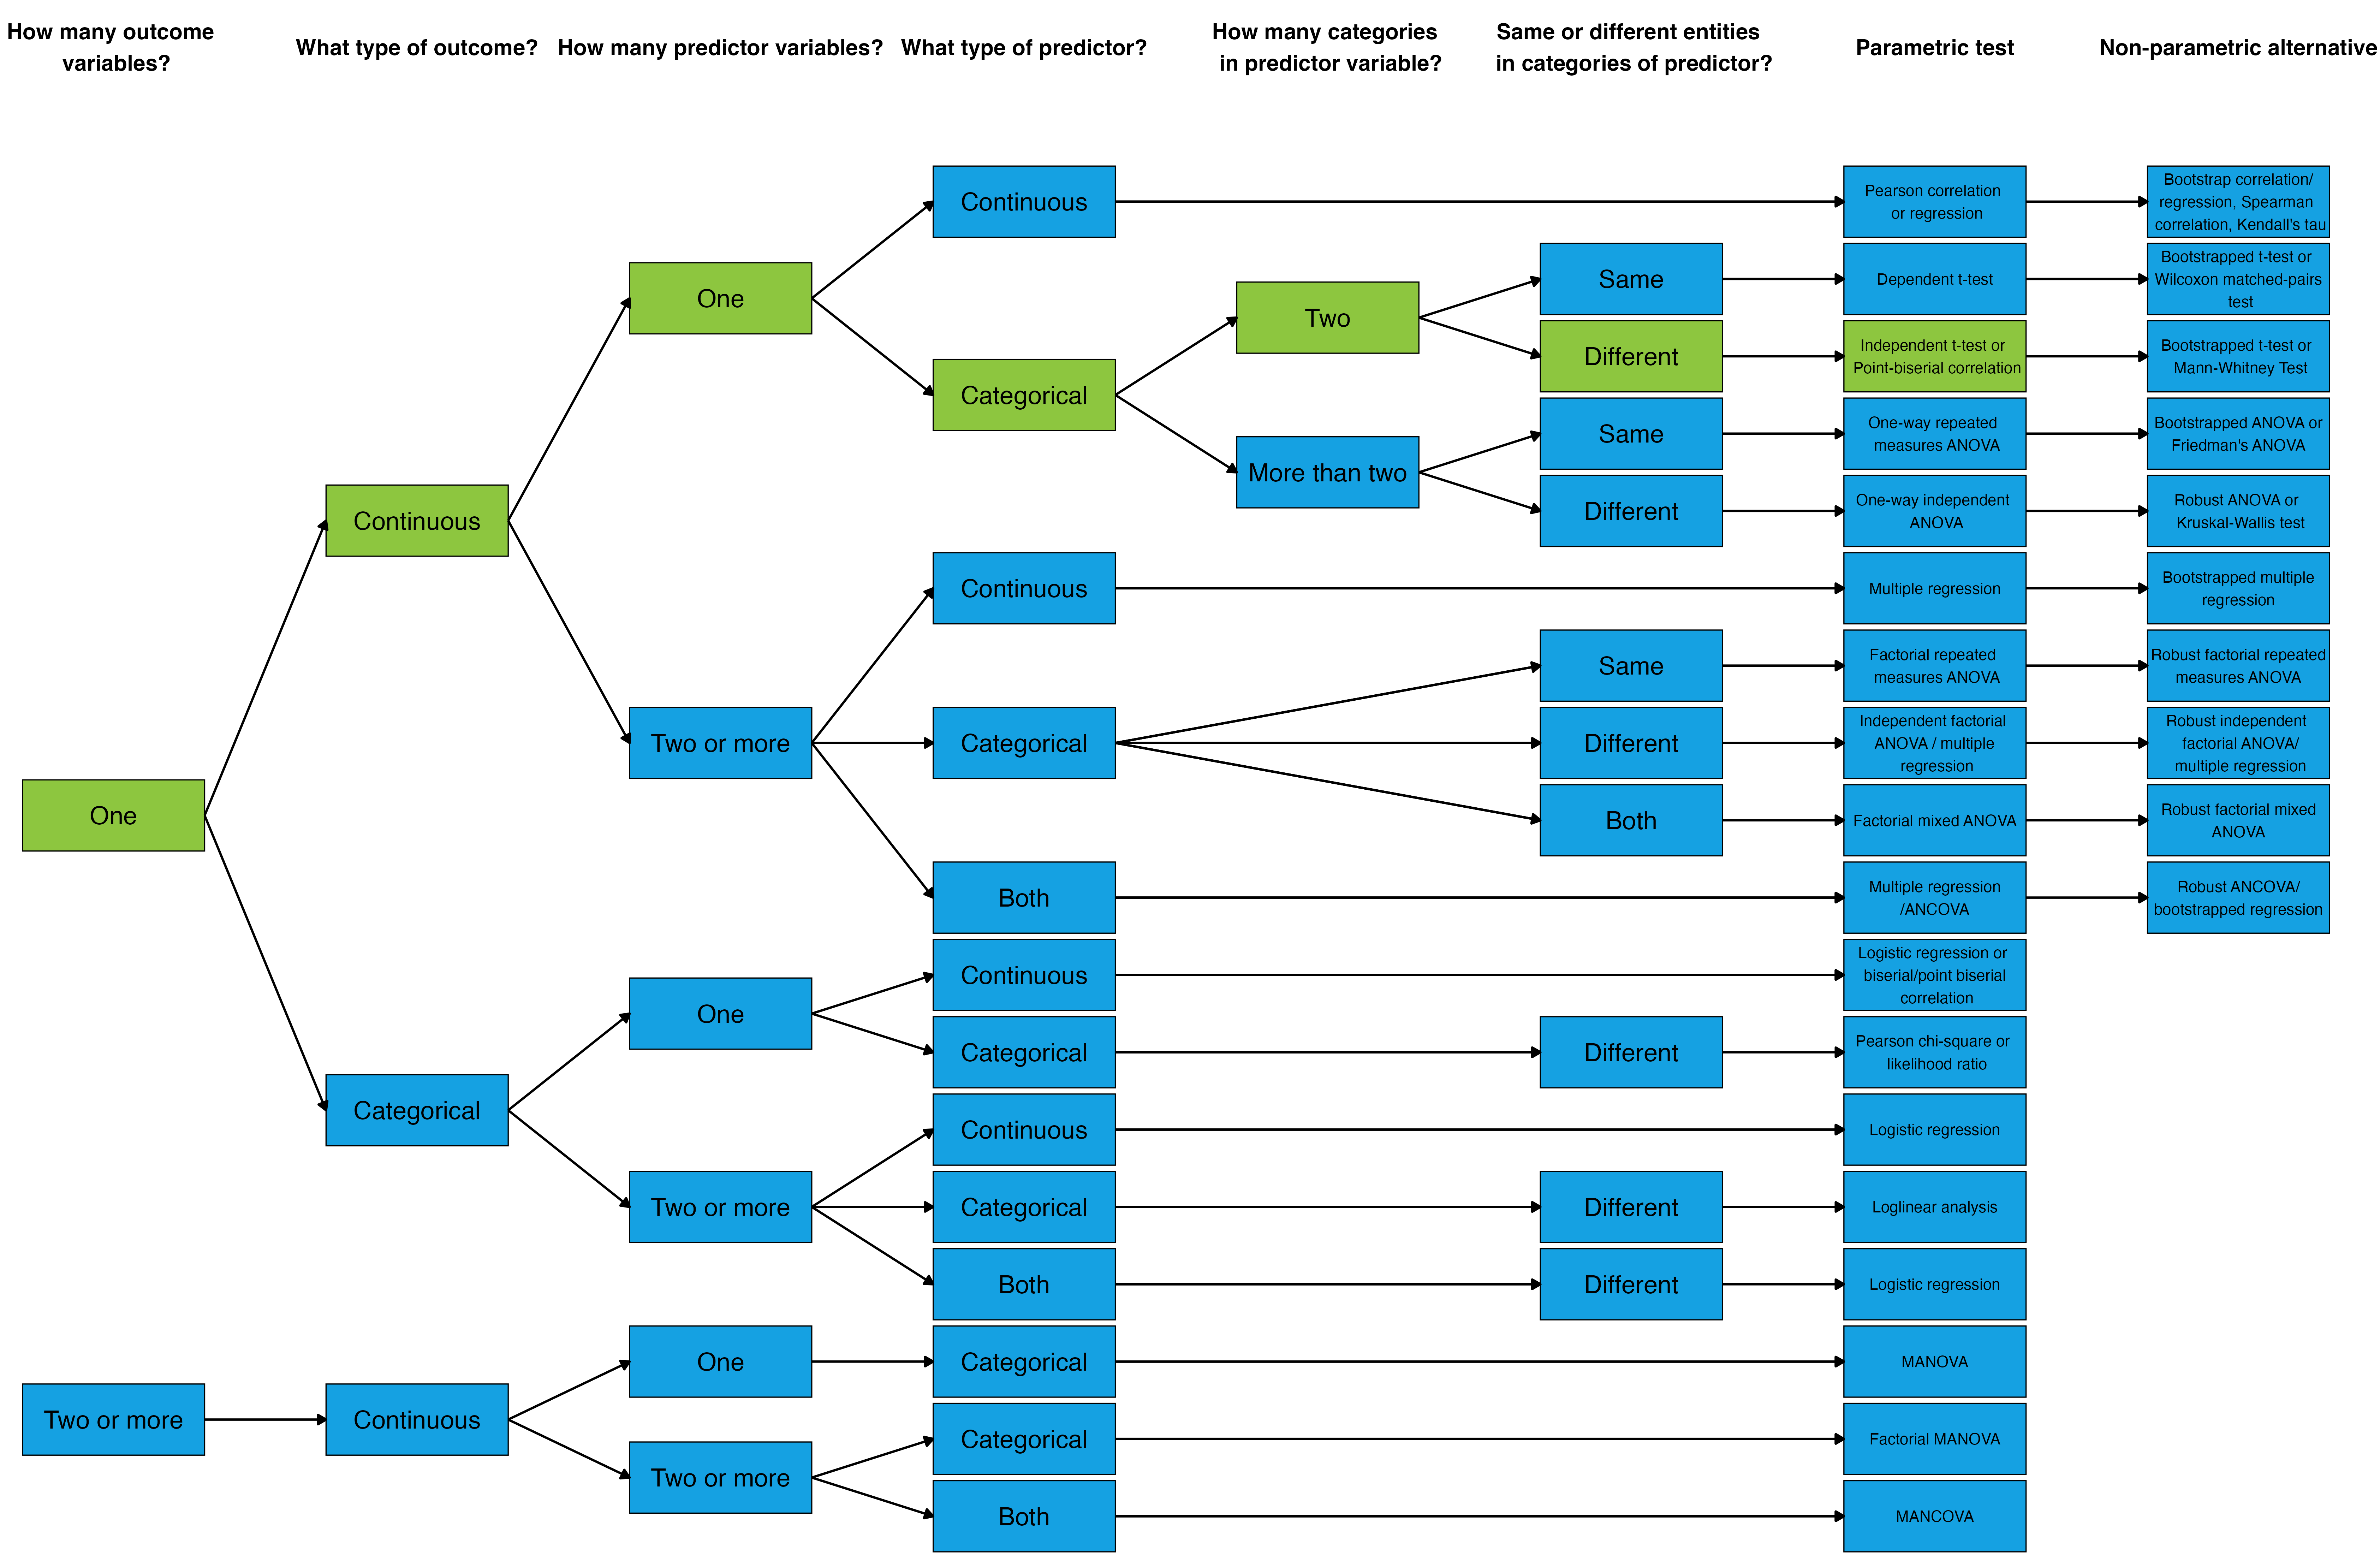 How many outcome
variables?
What type of outcome?
How many predictor variables?
What type of predictor?
How many categories
in predictor variable?
Same or different entities
in categories of predictor?
Parametric test
Non-parametric alternative
One
Continuous
One
Continuous
Pearson correlation
or regression
Bootstrap correlation/
regression, Spearman
correlation, Kendall's tau
Categorical
Two
Same
Dependent t-test
Bootstrapped t-test or
Wilcoxon matched-pairs
test
Different
Independent t-test or
Point-biserial correlation
Bootstrapped t-test or
Mann-Whitney Test
More than two
Same
One-way repeated
measures ANOVA
Bootstrapped ANOVA or
Friedman's ANOVA
Different
One-way independent
ANOVA
Robust ANOVA or
Kruskal-Wallis test
Two or more
Continuous
Multiple regression
Bootstrapped multiple
regression
Categorical
Same
Factorial repeated
measures ANOVA
Robust factorial repeated
measures ANOVA
Different
Independent factorial
ANOVA / multiple
regression
Robust independent
factorial ANOVA/
multiple regression
Both
Factorial mixed ANOVA
Robust factorial mixed
ANOVA
Both
Multiple regression
/ANCOVA
Robust ANCOVA/
bootstrapped regression
Categorical
One
Continuous
Logistic regression or
biserial/point biserial
correlation
Categorical
Different
Pearson chi-square or
likelihood ratio
Two or more
Continuous
Logistic regression
Categorical
Different
Loglinear analysis
Both
Different
Logistic regression
Two or more
Continuous
One
Categorical
MANOVA
Two or more
Categorical
Factorial MANOVA
Both
MANCOVA